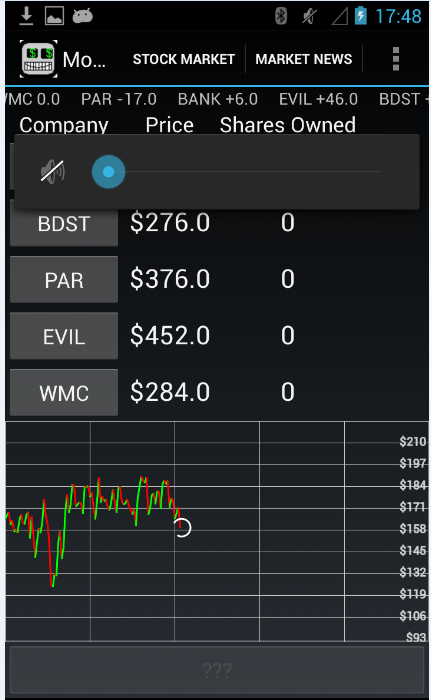 17:48
Mo... STOCK MARKET MARKET NEWS
WMC 0.0 PAR -17.0 BANK +6.0 EVIL +46.0 BDST +
Company Price Shares Owned
BDST $276.0 0
PAR $376.0 0
EVIL $452.0 0
WMC $284.0 0
$210
$197
$184
$171
$158
$145
$132
$119
$106
$93
???